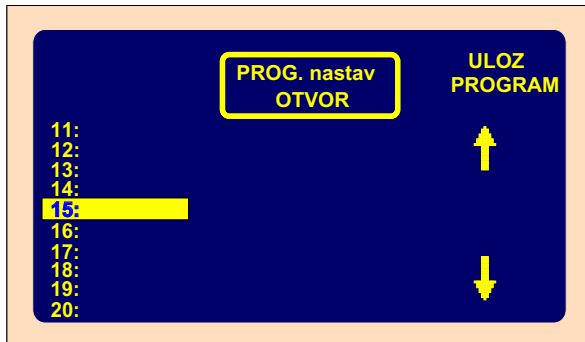 PROG. nastav
OTVOR
ULOZ
PROGRAM
11:
12:
13:
14:
15:
16:
17:
18:
19:
20: